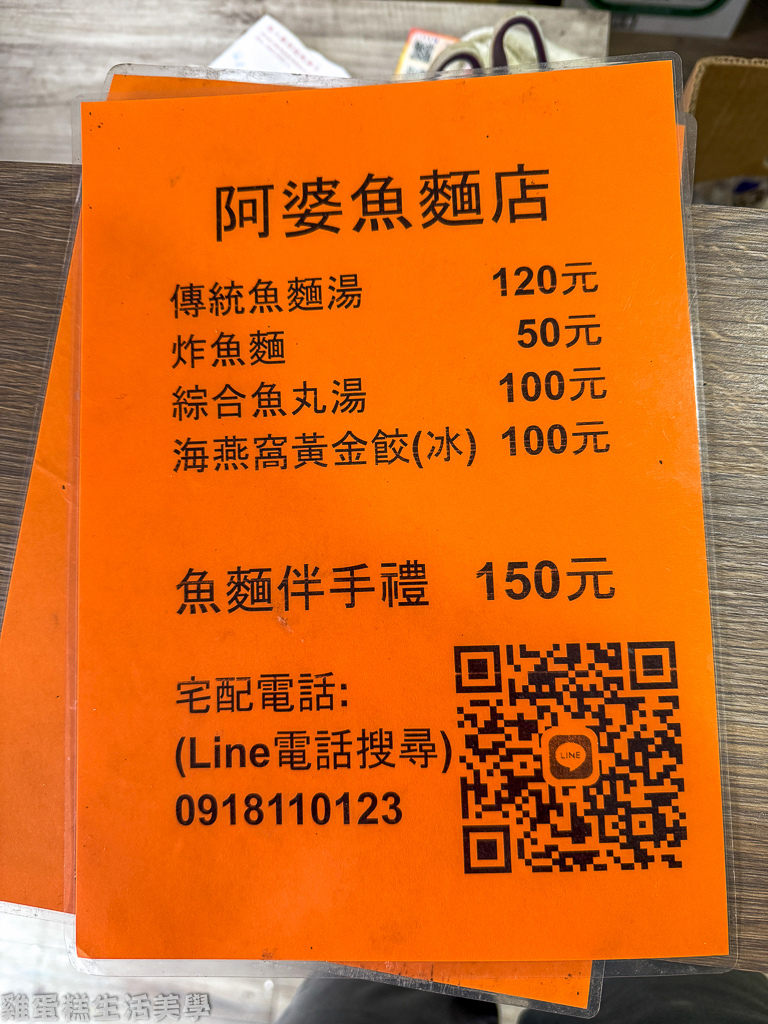 阿婆魚麵店
傳統魚麵湯 120元
炸魚麵 50元
綜合魚丸湯 100元
海燕窩黃金餃(冰) 100元
魚麵伴手禮 150元
宅配電話:
(Line電話搜尋)
0918110123
LINE
雞蛋糕生活美學